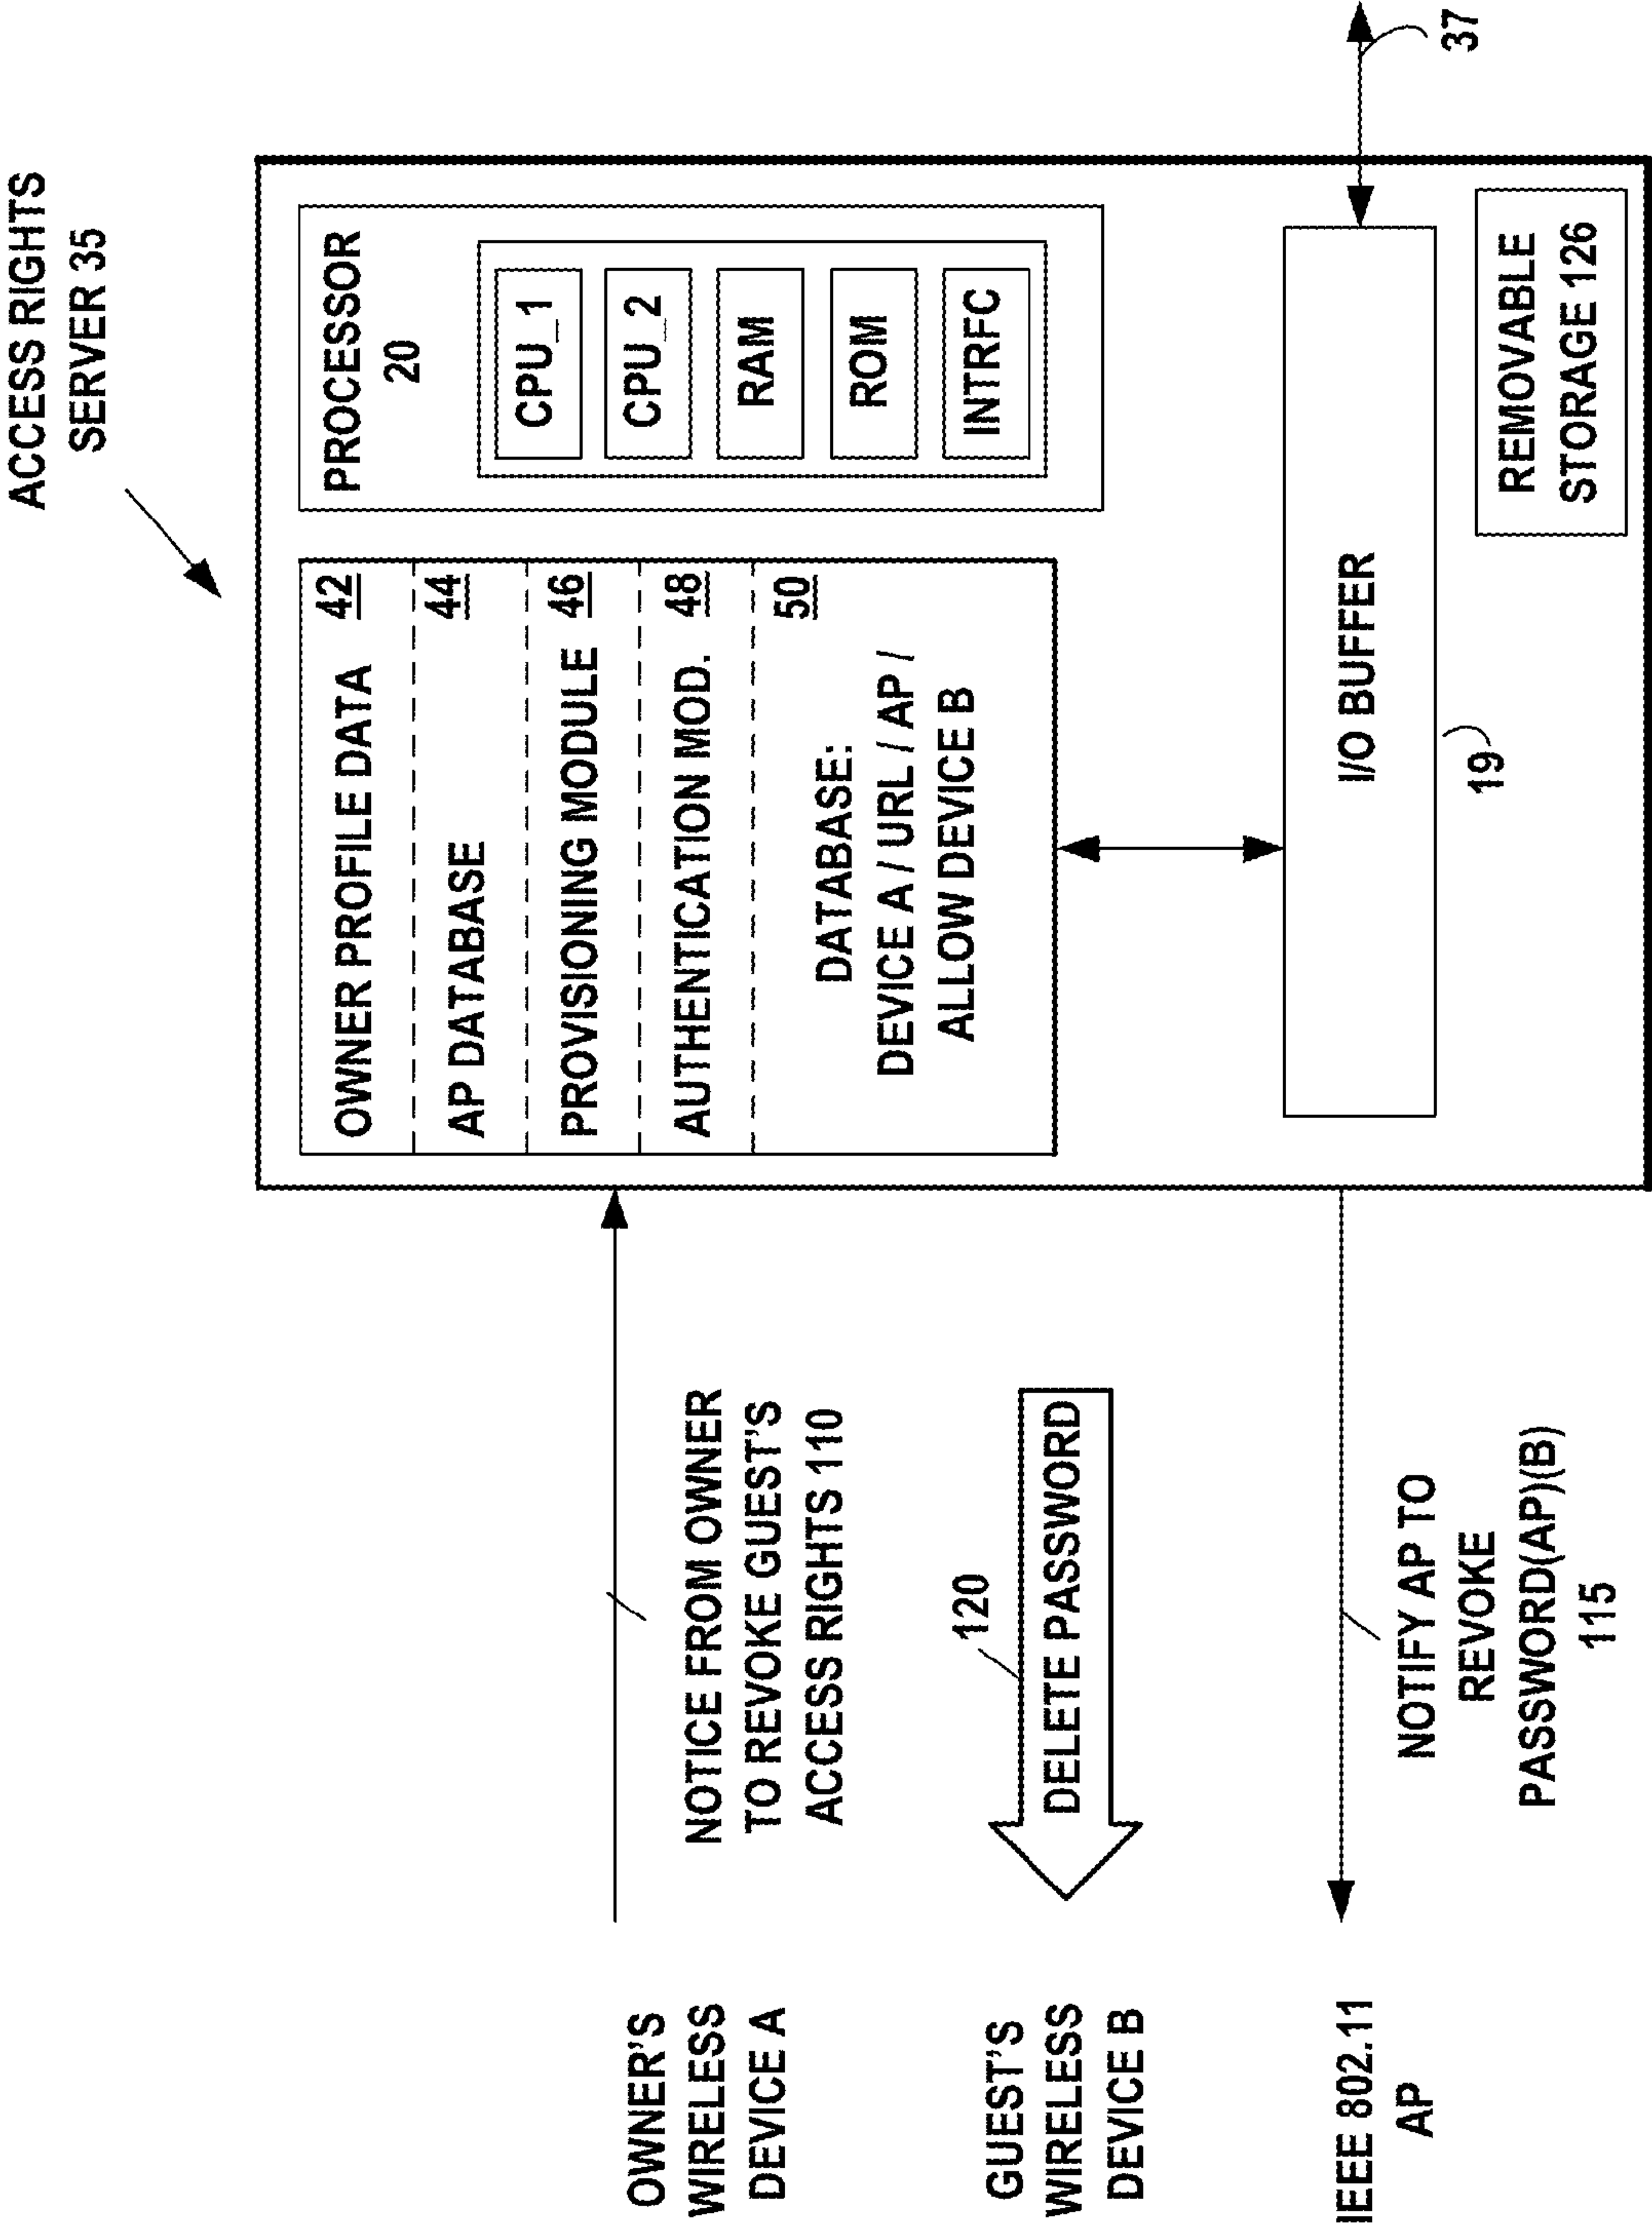 ACCESS RIGHTS
SERVER 35
OWNER PROFILE DATA 42
AP DATABASE 44
PROVISIONING MODULE 46
AUTHENTICATION MOD. 48
50
DATABASE:
DEVICE A / URL / AP /
ALLOW DEVICE B
PROCESSOR
20
CPU_1
CPU_2
RAM
ROM
INTRFC
I/O BUFFER
19
REMOVABLE
STORAGE 126
37
OWNER'S
WIRELESS
DEVICE A
NOTICE FROM OWNER
TO REVOKE GUEST'S
ACCESS RIGHTS 110
GUEST'S
WIRELESS
DEVICE B
120
DELETE PASSWORD
IEEE 802.11
AP
NOTIFY AP TO
REVOKE
PASSWORD(AP)(B)
115